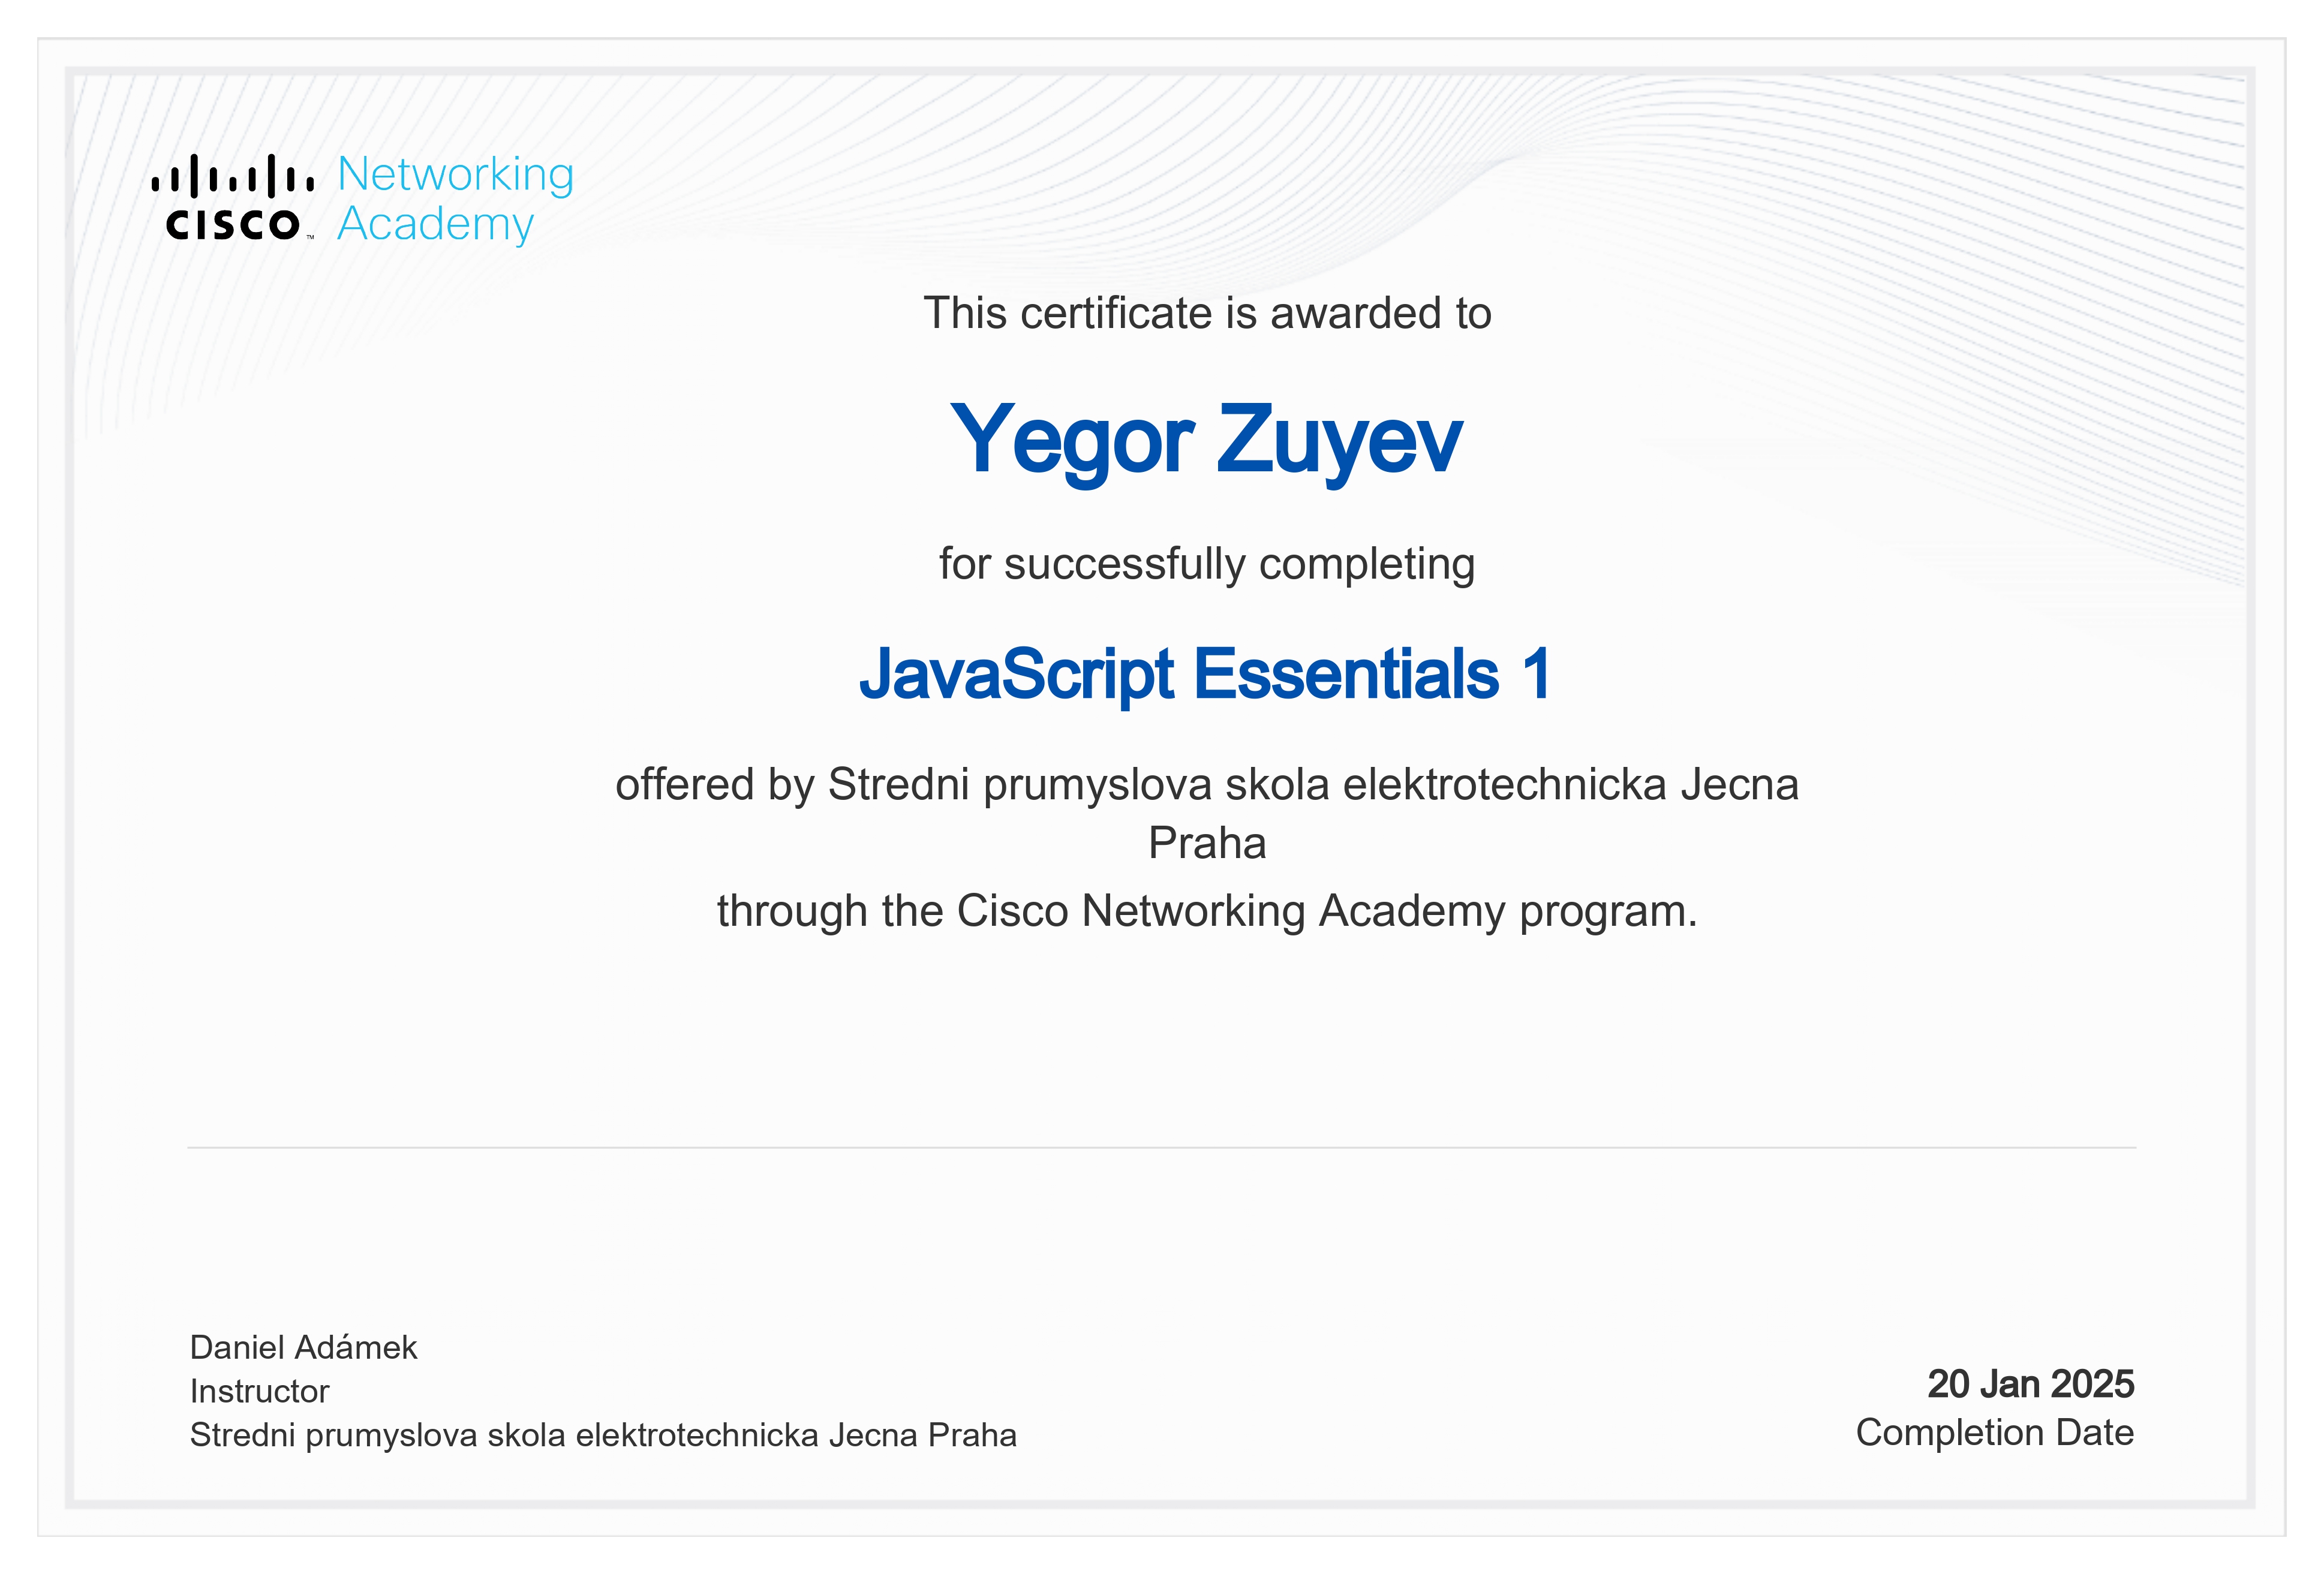 Networking
Academy
CISCO™
This certificate is awarded to
Yegor Zuyev
for successfully completing
JavaScript Essentials 1
offered by Stredni prumyslova skola elektrotechnicka Jecna
Praha
through the Cisco Networking Academy program.
Daniel Adámek
Instructor
Stredni prumyslova skola elektrotechnicka Jecna Praha
20 Jan 2025
Completion Date